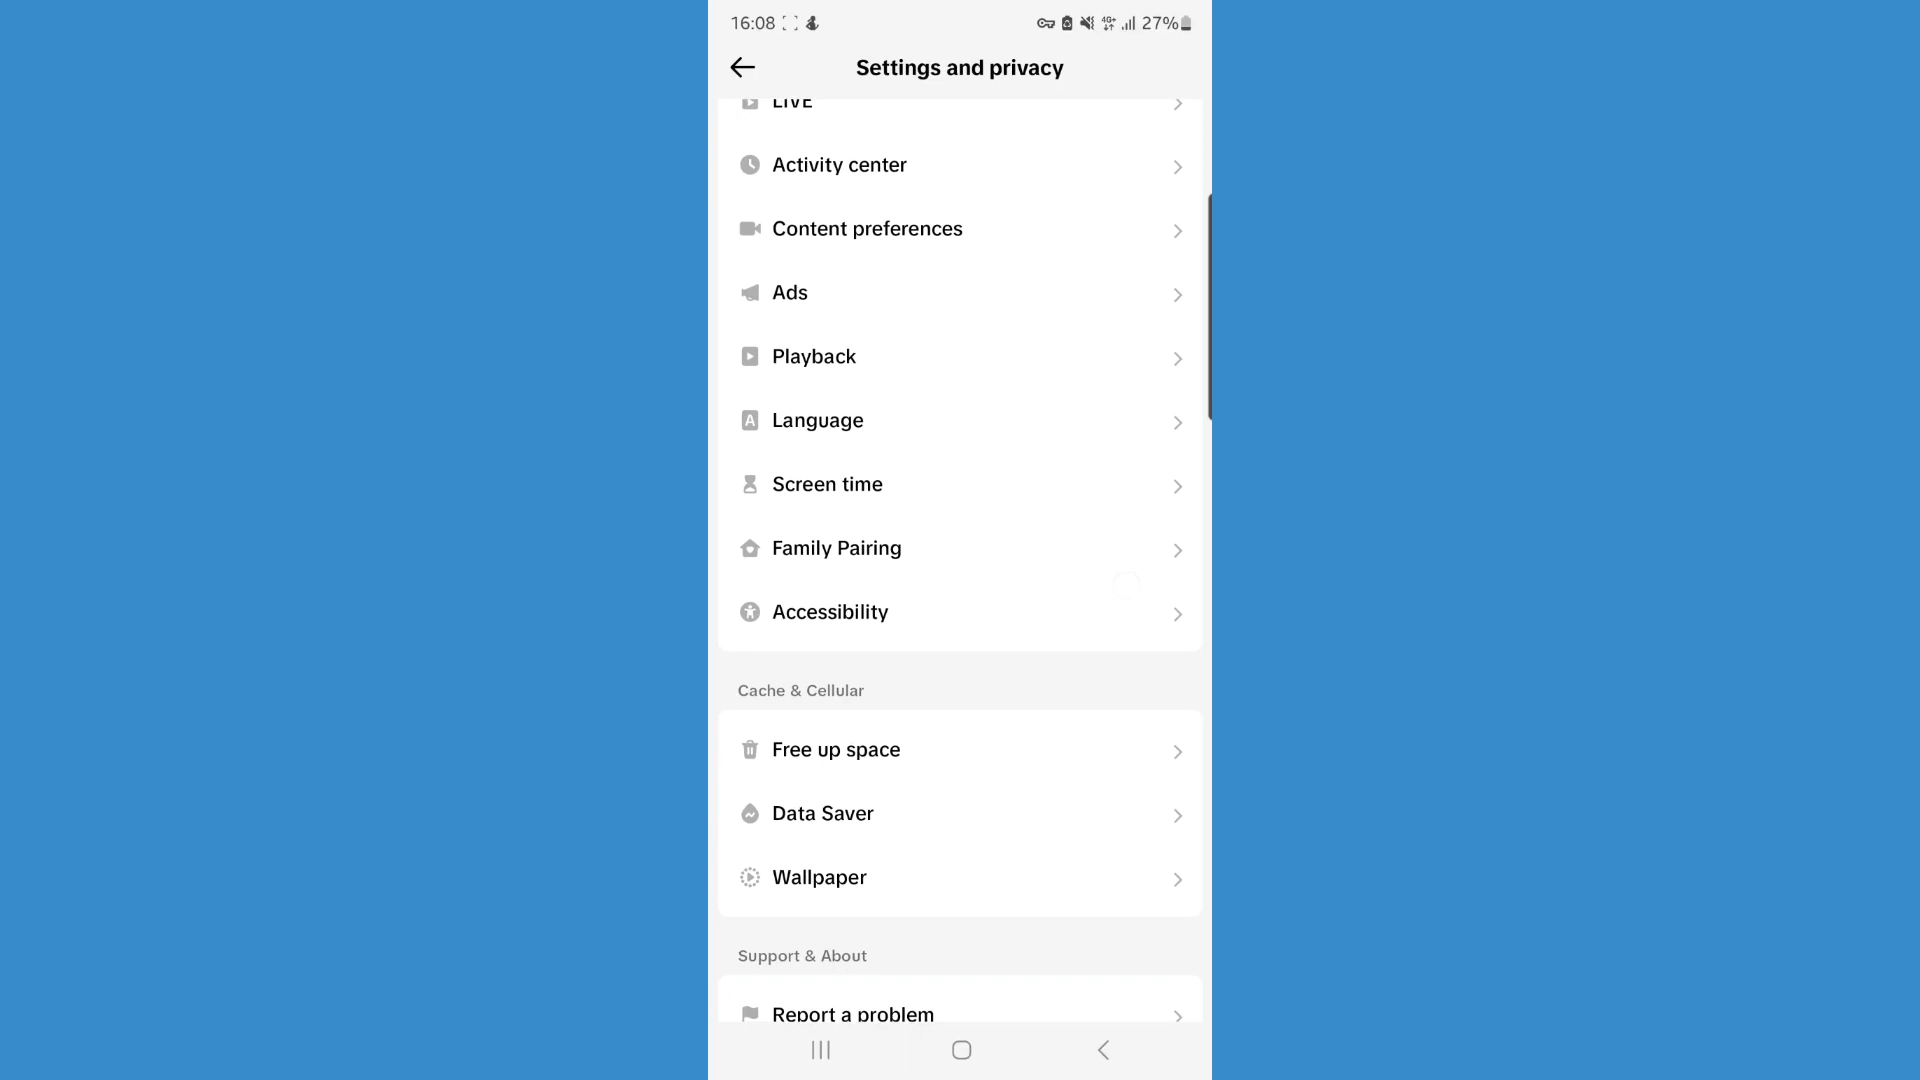 16:08
4G+
27%
Settings and privacy
LIVE
Activity center
Content preferences
Ads
Playback
A
Language
Screen time
Family Pairing
Accessibility
Cache & Cellular
Free up space
Data Saver
Wallpaper
Support & About
Report a problem